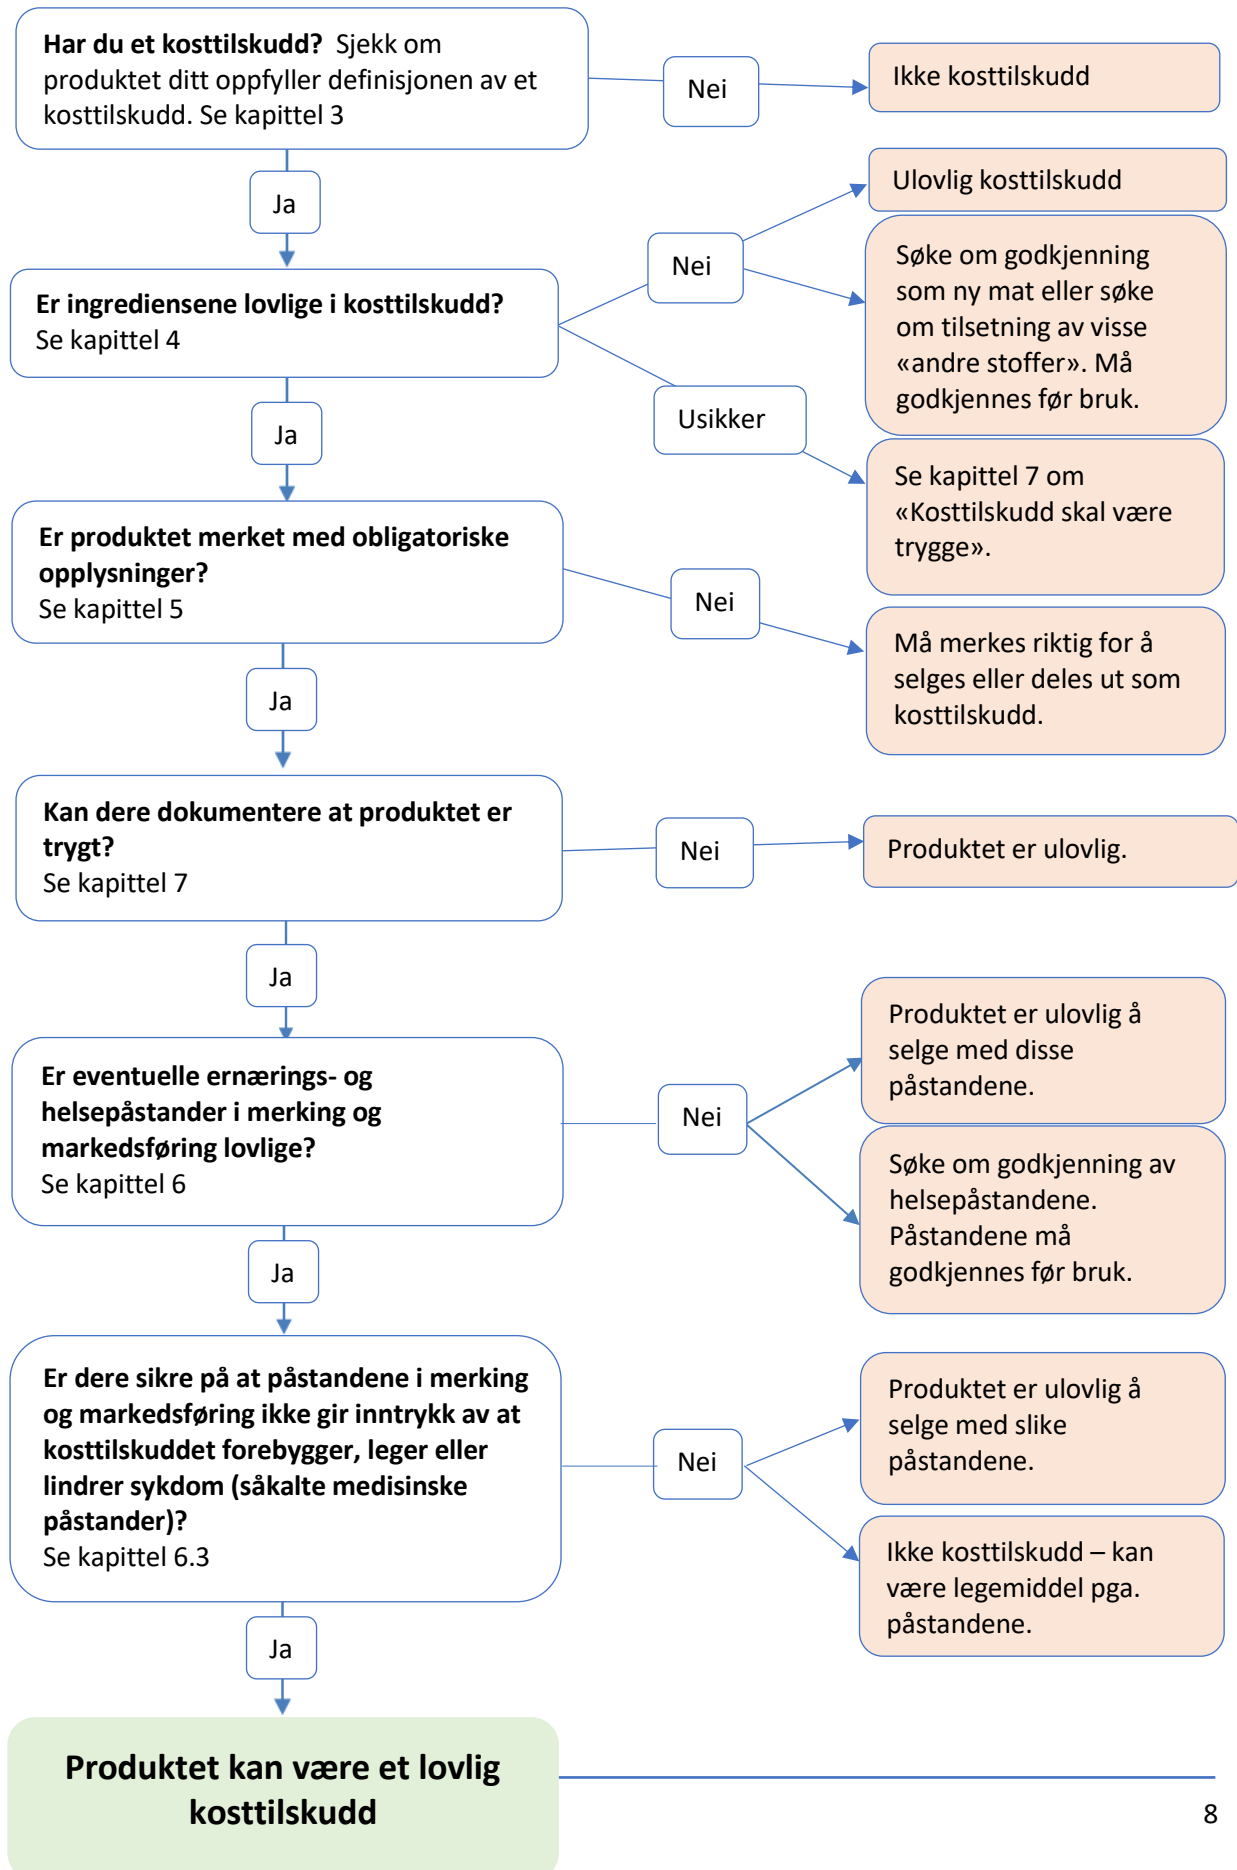 Har du et kosttilskudd? Sjekk om
produktet ditt oppfyller definisjonen av et
kosttilskudd. Se kapittel 3
Nei
Ikke kosttilskudd
Ja
Er ingrediensene lovlige i kosttilskudd?
Se kapittel 4
Nei
Ulovlig kosttilskudd
Søke om godkjenning
som ny mat eller søke
om tilsetning av visse
«andre stoffer». Må
godkjennes før bruk.
Usikker
Se kapittel 7 om
«Kosttilskudd skal være
trygge».
Ja
Er produktet merket med obligatoriske
opplysninger?
Se kapittel 5
Nei
Må merkes riktig for å
selges eller deles ut som
kosttilskudd.
Ja
Kan dere dokumentere at produktet er
trygt?
Se kapittel 7
Nei
Produktet er ulovlig.
Ja
Er eventuelle ernærings- og
helsepåstander i merking og
markedsføring lovlige?
Se kapittel 6
Nei
Produktet er ulovlig å
selge med disse
påstandene.
Søke om godkjenning av
helsepåstandene.
Påstandene må
godkjennes før bruk.
Ja
Er dere sikre på at påstandene i merking
og markedsføring ikke gir inntrykk av at
kosttilskuddet forebygger, leger eller
lindrer sykdom (såkalte medisinske
påstander)?
Se kapittel 6.3
Nei
Produktet er ulovlig å
selge med slike
påstandene.
Ikke kosttilskudd – kan
være legemiddel pga.
påstandene.
Ja
Produktet kan være et lovlig
kosttilskudd
8